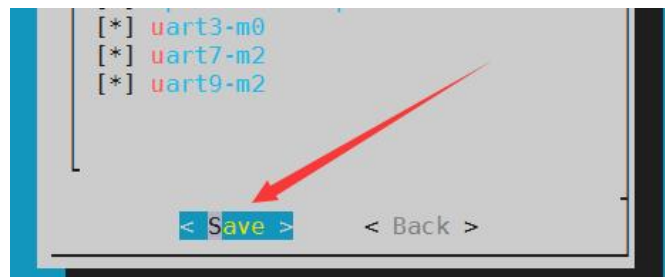 [*] uart3-m0
[*] uart7-m2
[*] uart9-m2
< Save > < Back >